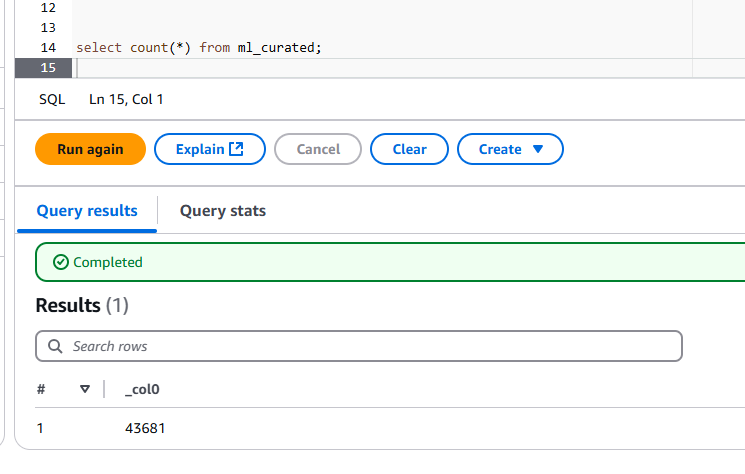 12
13
14 select count(*) from ml_curated;
15
SQL Ln 15, Col 1
Run again Explain Cancel Clear Create
Query results Query stats
Completed
Results (1)
Search rows
# _col0
1 43681